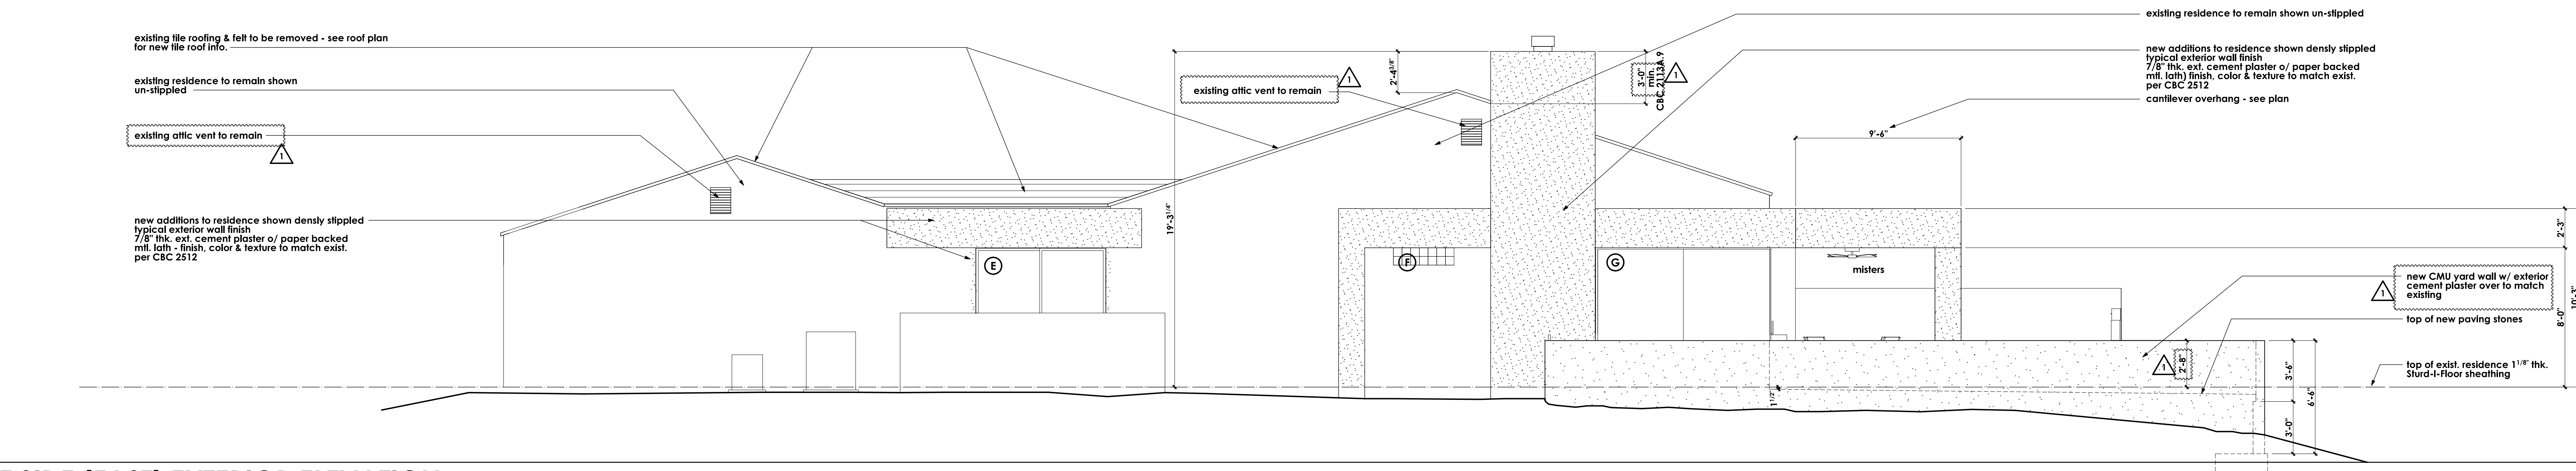 existing tile roofing & felt to be removed - see roof plan
for new tile roof info.
existing residence to remain shown
un-stippled
existing attic vent to remain
1
new additions to residence shown densly stippled
typical exterior wall finish
7/8" thk. ext. cement plaster o/ paper backed
mtl. lath - finish, color & texture to match exist.
per CBC 2512
E
19'-3 1/4"
existing attic vent to remain
1
2'-4 3/8"
3'-0"
min.
CBC 2113A.9
1
F
G
existing residence to remain shown un-stippled
new additions to residence shown densly stippled
typical exterior wall finish
7/8" thk. ext. cement plaster o/ paper backed
mtl. lath) finish, color & texture to match exist.
per CBC 2512
cantilever overhang - see plan
9'-6"
misters
2'-3"
8'-0"
10'-3"
new CMU yard wall w/ exterior
cement plaster over to match
existing
1
top of new paving stones
top of exist. residence 1 1/8" thk.
Sturd-I-Floor sheathing
1
2'-8"
1 1/2"
3'-6"
6'-6"
3'-0"